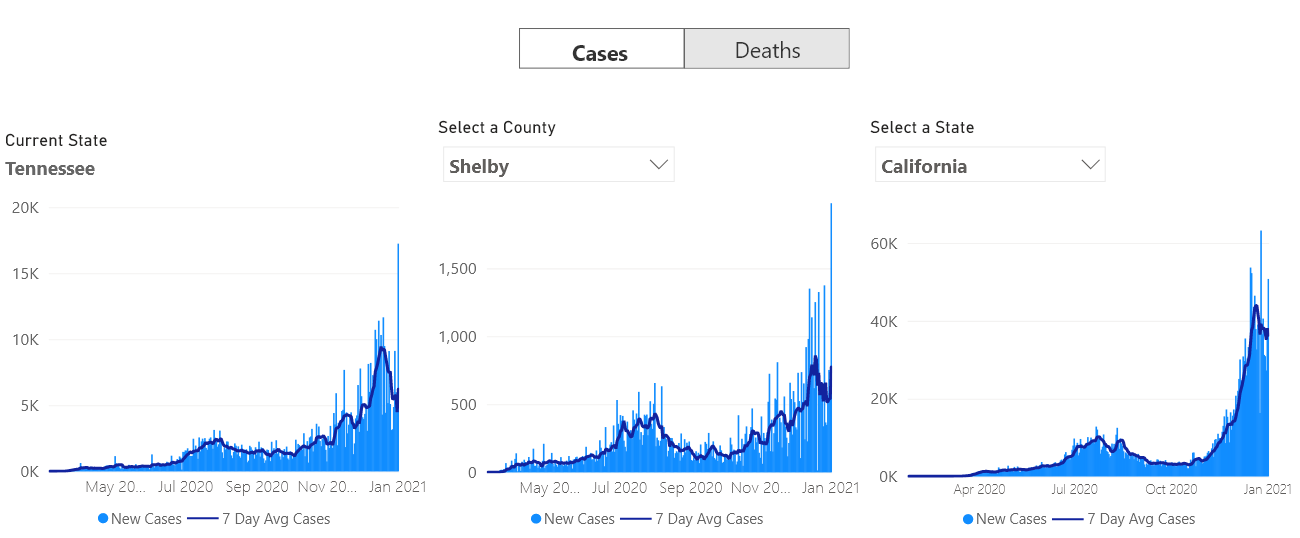 Cases
Deaths
Current State
Tennessee
20K
15K
10K
5K
0K
May 20...
Jul 2020
Sep 2020
Nov 20...
Jan 2021
New Cases
7 Day Avg Cases
Select a County
Shelby
1,500
1,000
500
0
May 20...
Jul 2020
Sep 2020
Nov 20...
Jan 2021
New Cases
7 Day Avg Cases
Select a State
California
60K
40K
20K
0K
Apr 2020
Jul 2020
Oct 2020
Jan 2021
New Cases
7 Day Avg Cases